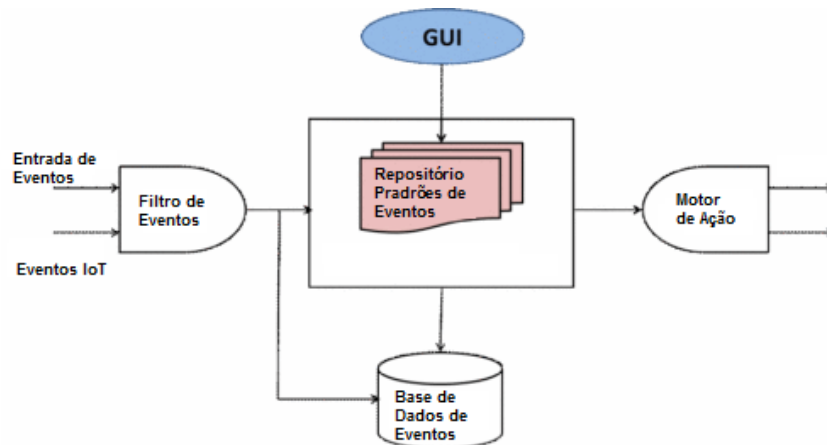 GUI
Entrada de
Eventos
Filtro de
Eventos
Eventos IoT
Repositório
Pradrões de
Eventos
Motor
de Ação
Base de
Dados de
Eventos